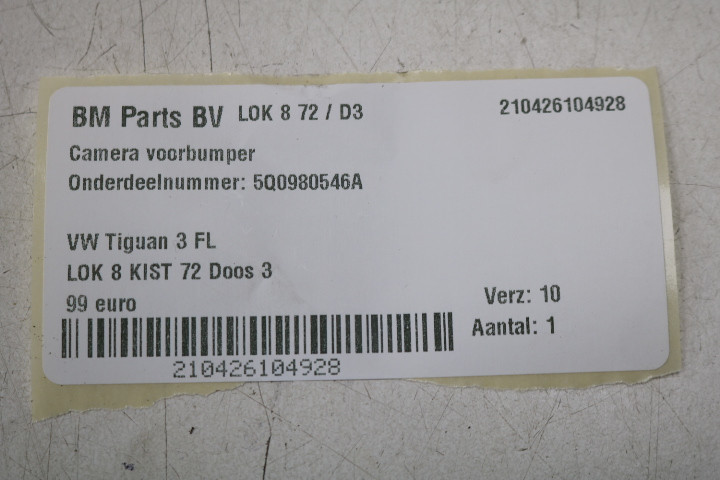 BM Parts BV LOK 8 72 / D3 210426104928
Camera voorbumper
Onderdeelnummer: 5Q0980546A
VW Tiguan 3 FL
LOK 8 KIST 72 Doos 3
99 euro Verz: 10
Aantal: 1
210426104928